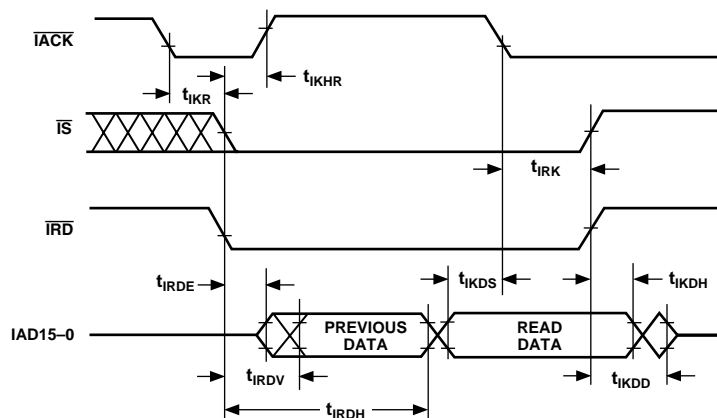 IACK
tIKHR
tIKR
IS
tIRK
IRD
tIRDE
tIKDS
tIKDH
IAD15–0
PREVIOUS
DATA
READ
DATA
tIRDV
tIKDD
tIRDH